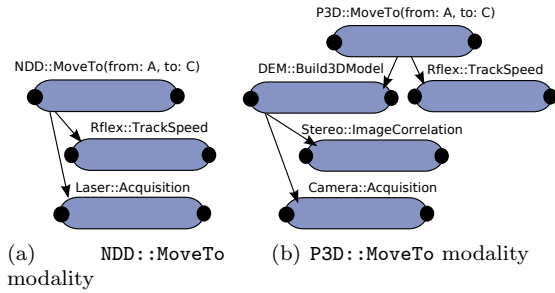 NDD::MoveTo(from: A, to: C)
Rflex::TrackSpeed
Laser::Acquisition
(a) NDD::MoveTo
modality
P3D::MoveTo(from: A, to: C)
DEM::Build3DModel
Rflex::TrackSpeed
Stereo::ImageCorrelation
Camera::Acquisition
(b) P3D::MoveTo modality